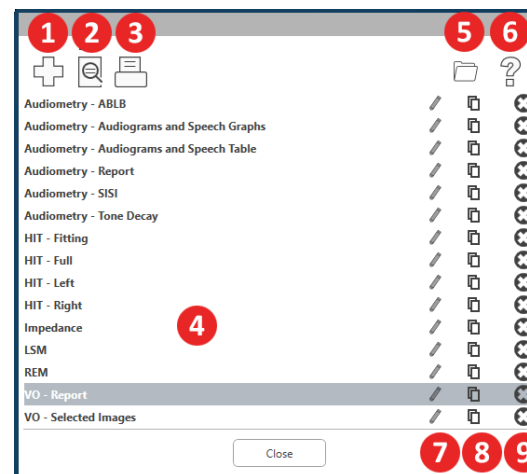 1 2 3 5 6
Audiometry - ABLB
Audiometry - Audiograms and Speech Graphs
Audiometry - Audiograms and Speech Table
Audiometry - Report
Audiometry - SISI
Audiometry - Tone Decay
HIT - Fitting
HIT - Full
HIT - Left
HIT - Right
Impedance 4
LSM
REM
VO - Report
VO - Selected Images
Close 7 8 9